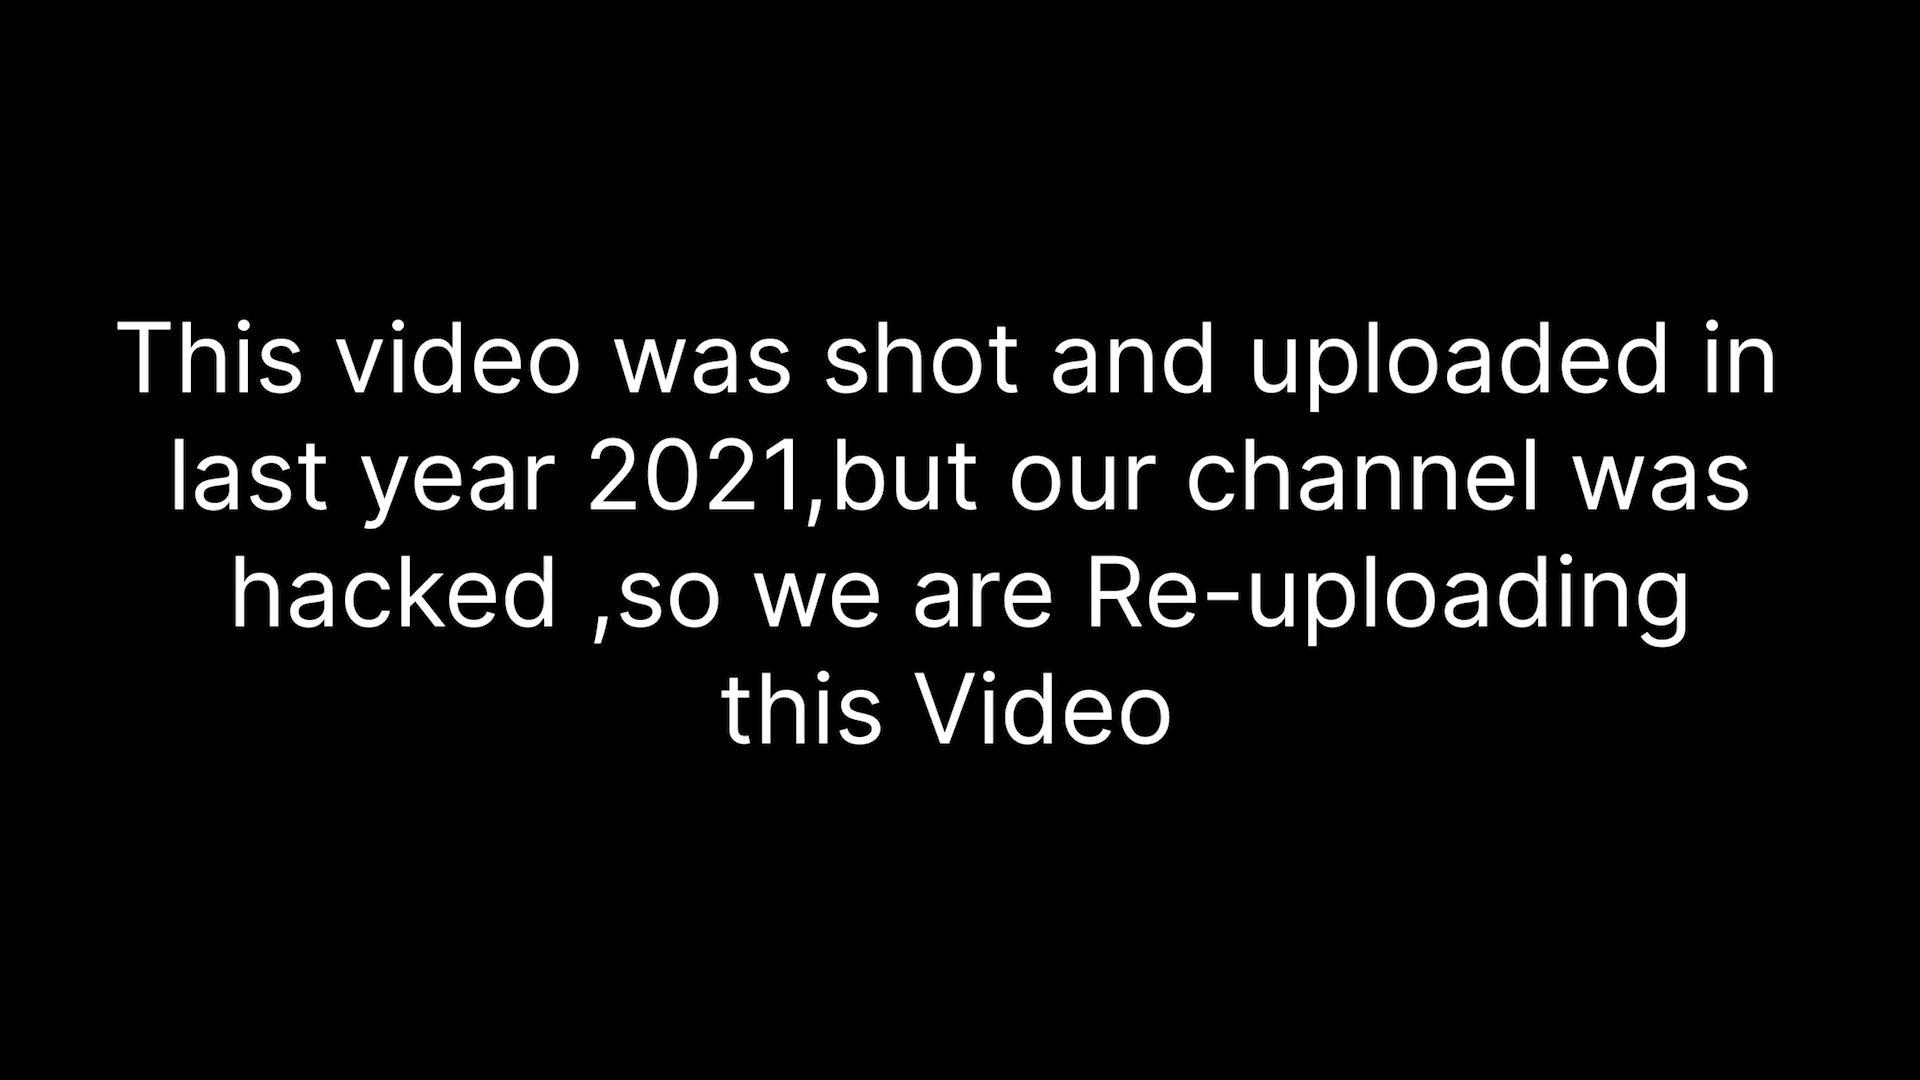 This video was shot and uploaded in
last year 2021,but our channel was
hacked ,so we are Re-uploading
this Video